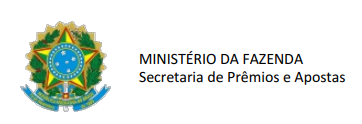 MINISTÉRIO DA FAZENDA
Secretaria de Prêmios e Apostas